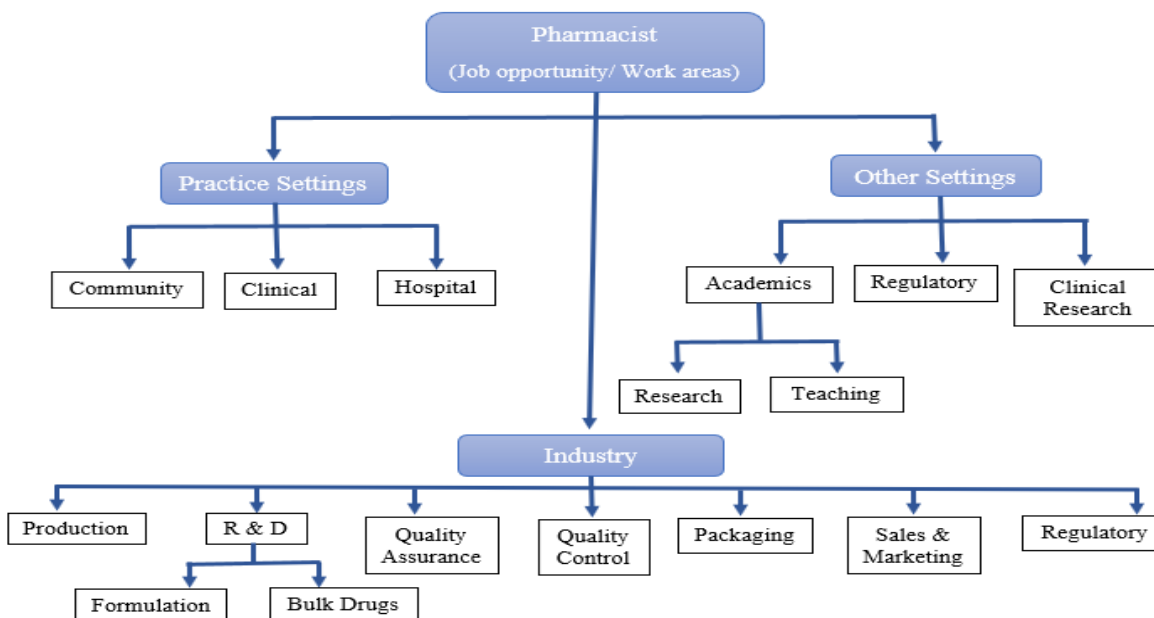 Pharmacist
(Job opportunity/ Work areas)
Practice Settings
Other Settings
Community
Clinical
Hospital
Academics
Regulatory
Clinical
Research
Research
Teaching
Industry
Production
R & D
Quality
Assurance
Quality
Control
Packaging
Sales &
Marketing
Regulatory
Formulation
Bulk Drugs